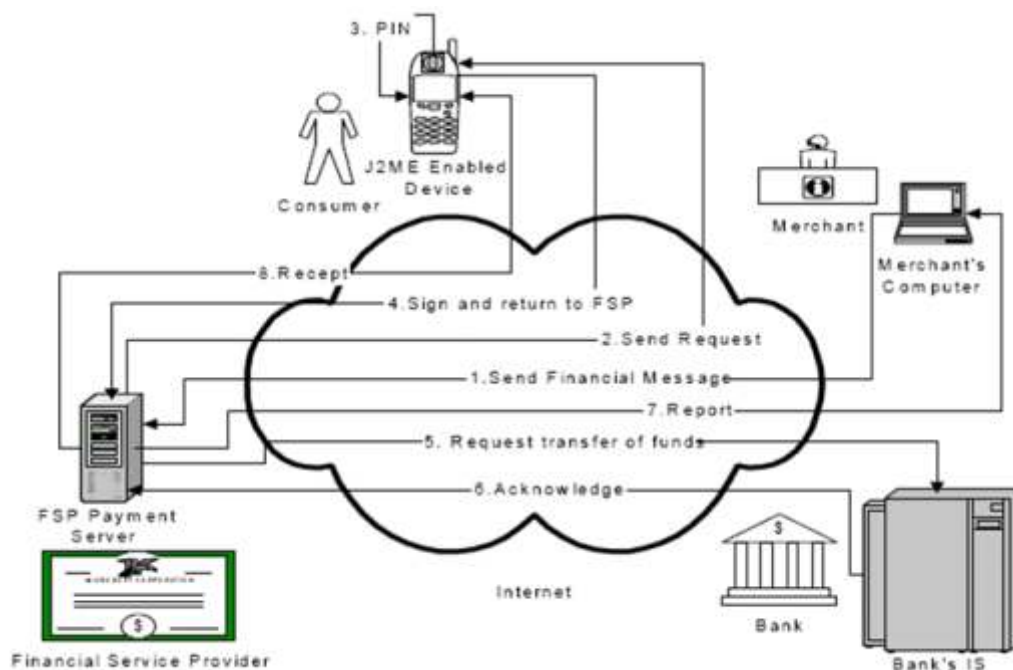 3. PIN
J2ME Enabled
Device
Consumer
Merchant
Merchant's
Computer
8.Recept
4.Sign and return to FSP
2.Send Request
1.Send Financial Message
7.Report
5. Request transfer of funds
6.Acknowledge
FSP Payment
Server
$
Internet
Bank
$
Financial Service Provider
Bank's IS